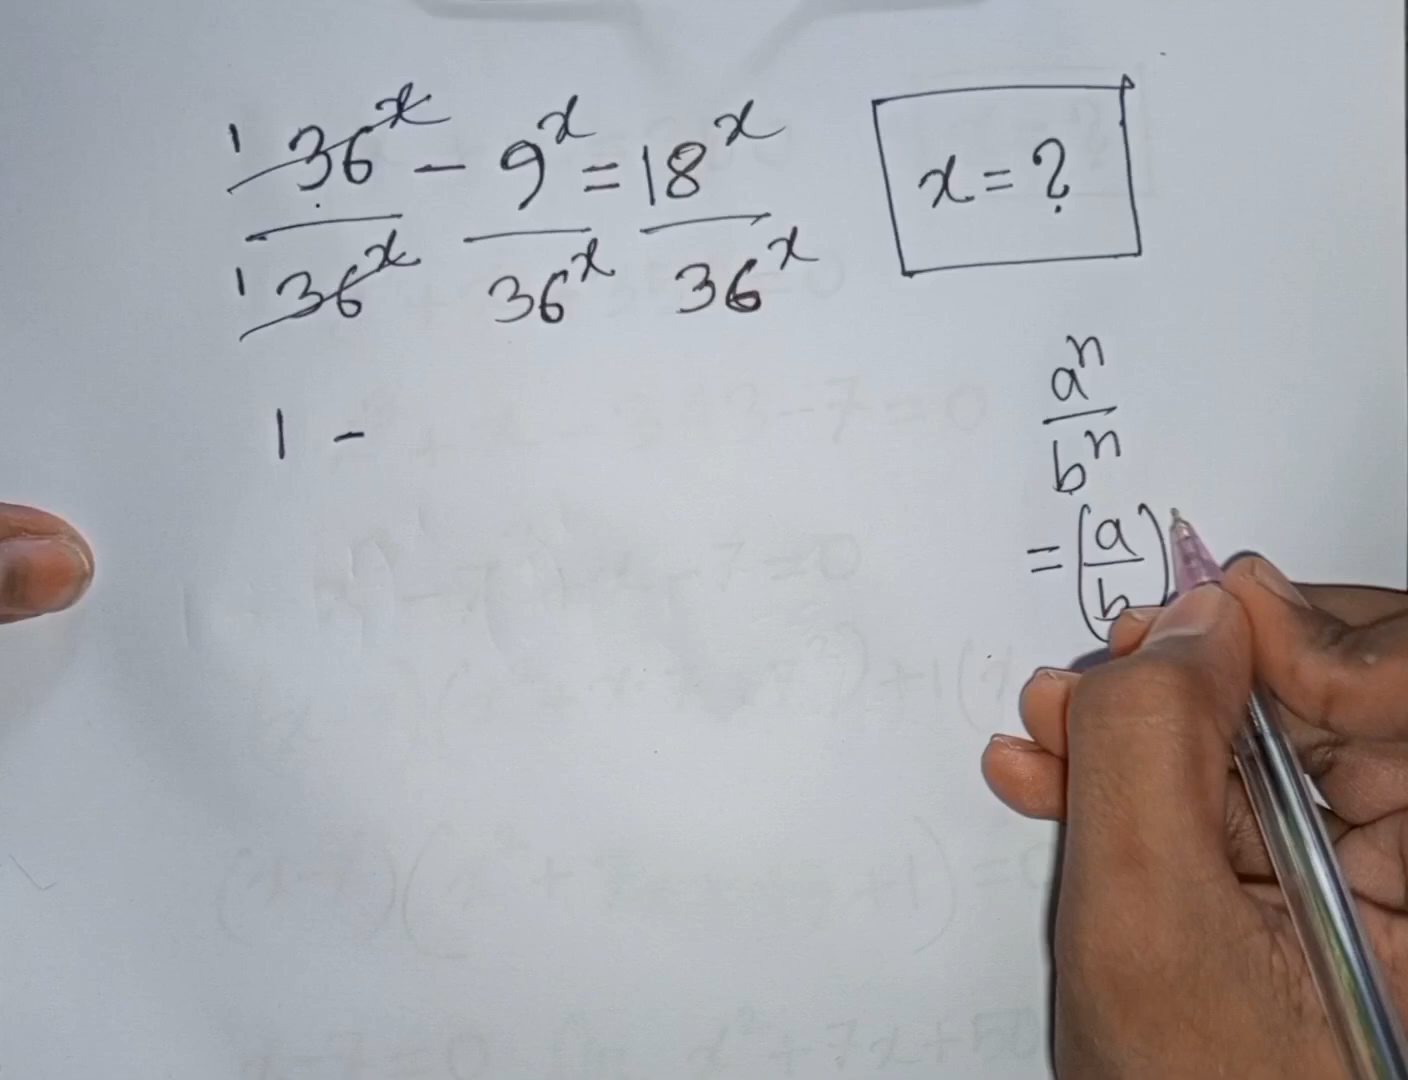 1 36^x - 9^x = 18^x
1 36^x 36^x 36^x
x = ?
1 -
a^n
b^n
= (a
b)